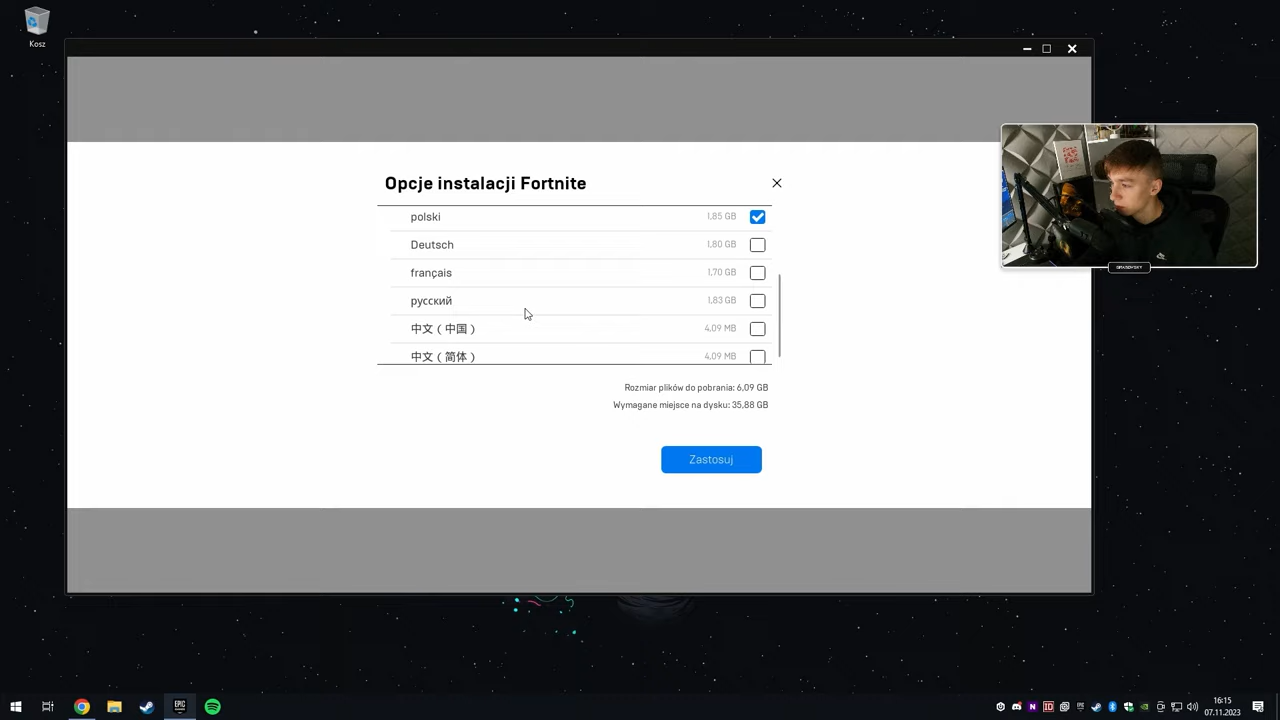 Kosz
Opcje instalacji Fortnite
polski 1,85 GB
Deutsch 1,80 GB
français 1,70 GB
русский 1,83 GB
中文（中国） 4,09 MB
中文（简体） 4,09 MB
Rozmiar plików do pobrania: 6,09 GB
Wymagane miejsce na dysku: 35,88 GB
Zastosuj
EPIC
16:15
07.11.2023